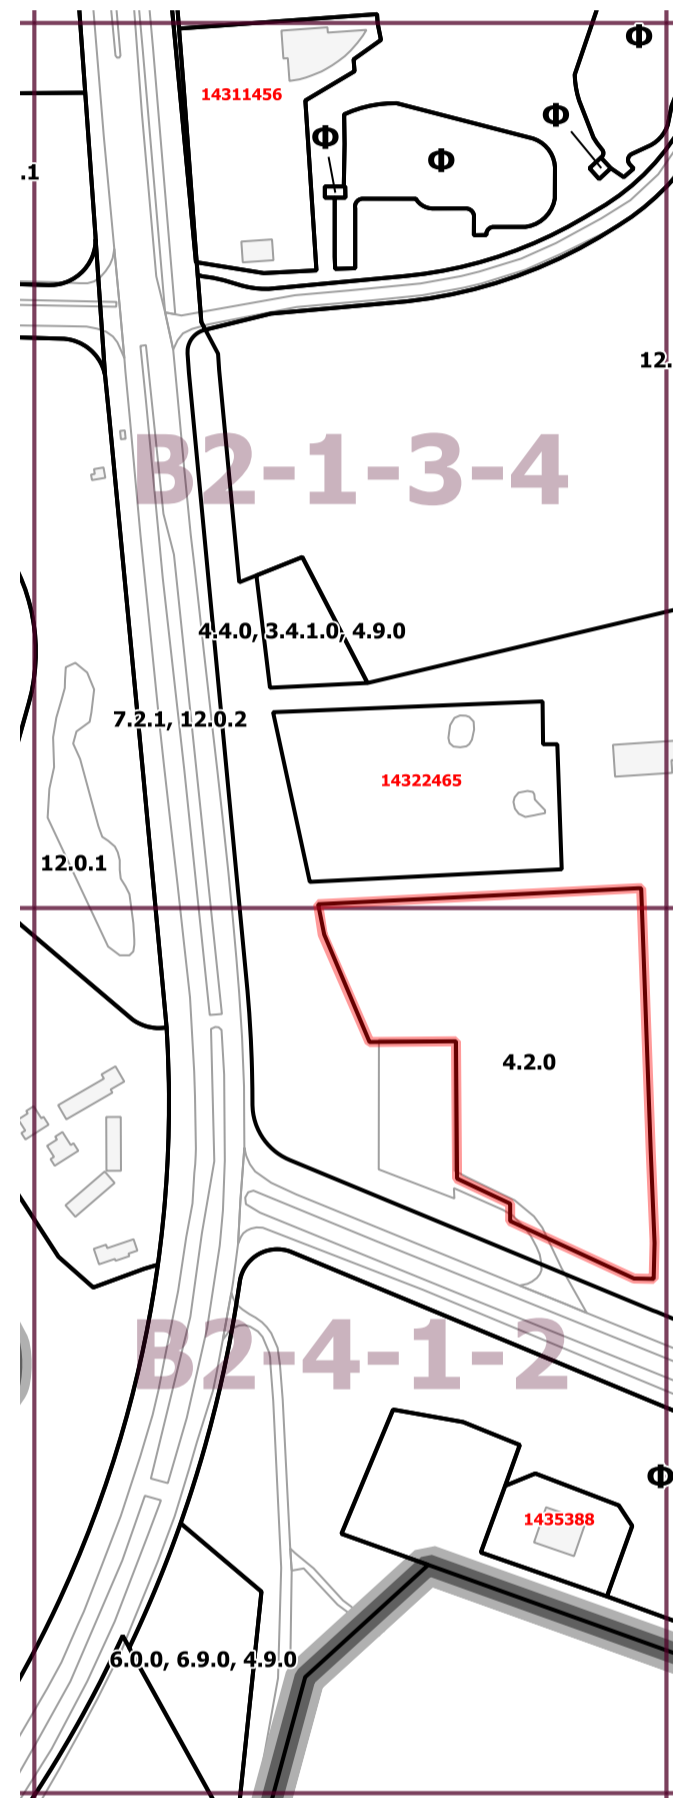 Ф
14311456
Ф
Ф
Ф
.1
12.
В2-1-3-4
4.4.0, 3.4.1.0, 4.9.0
7.2.1, 12.0.2
14322465
12.0.1
4.2.0
В2-4-1-2
Ф
1435388
6.0.0, 6.9.0, 4.9.0